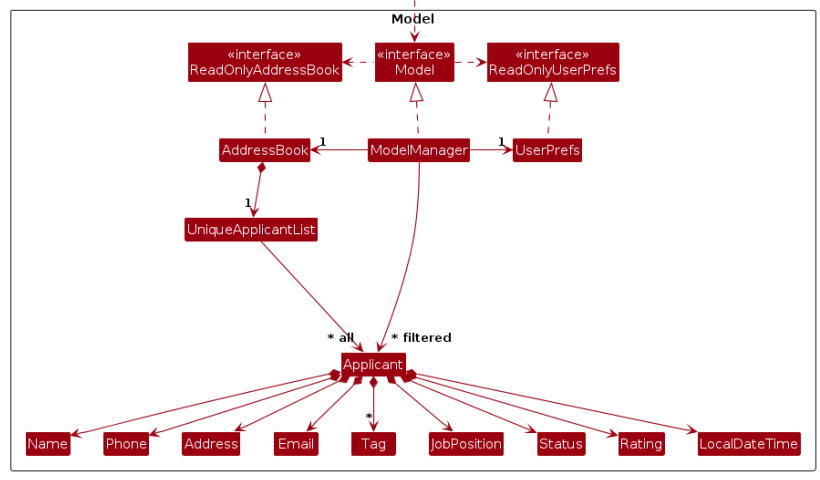 Model
«interface»
ReadOnlyAddressBook
«interface»
Model
«interface»
ReadOnlyUserPrefs
AddressBook
1
ModelManager
1
UserPrefs
1
UniqueApplicantList
* all
* filtered
Applicant
*
Name
Phone
Address
Email
Tag
JobPosition
Status
Rating
LocalDateTime